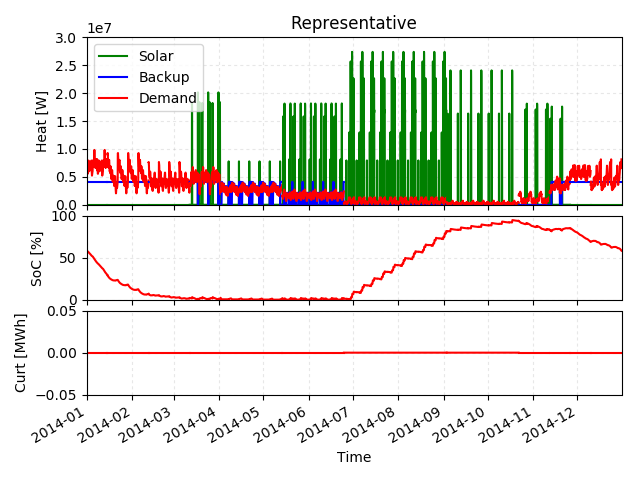 Representative
1e7
3.0
2.5
2.0
1.5
1.0
0.5
0.0
Heat [W]
Solar
Backup
Demand
100
50
0
SoC [%]
0.05
0.00
−0.05
Curt [MWh]
2014-01
2014-02
2014-03
2014-04
2014-05
2014-06
2014-07
2014-08
2014-09
2014-10
2014-11
2014-12
Time